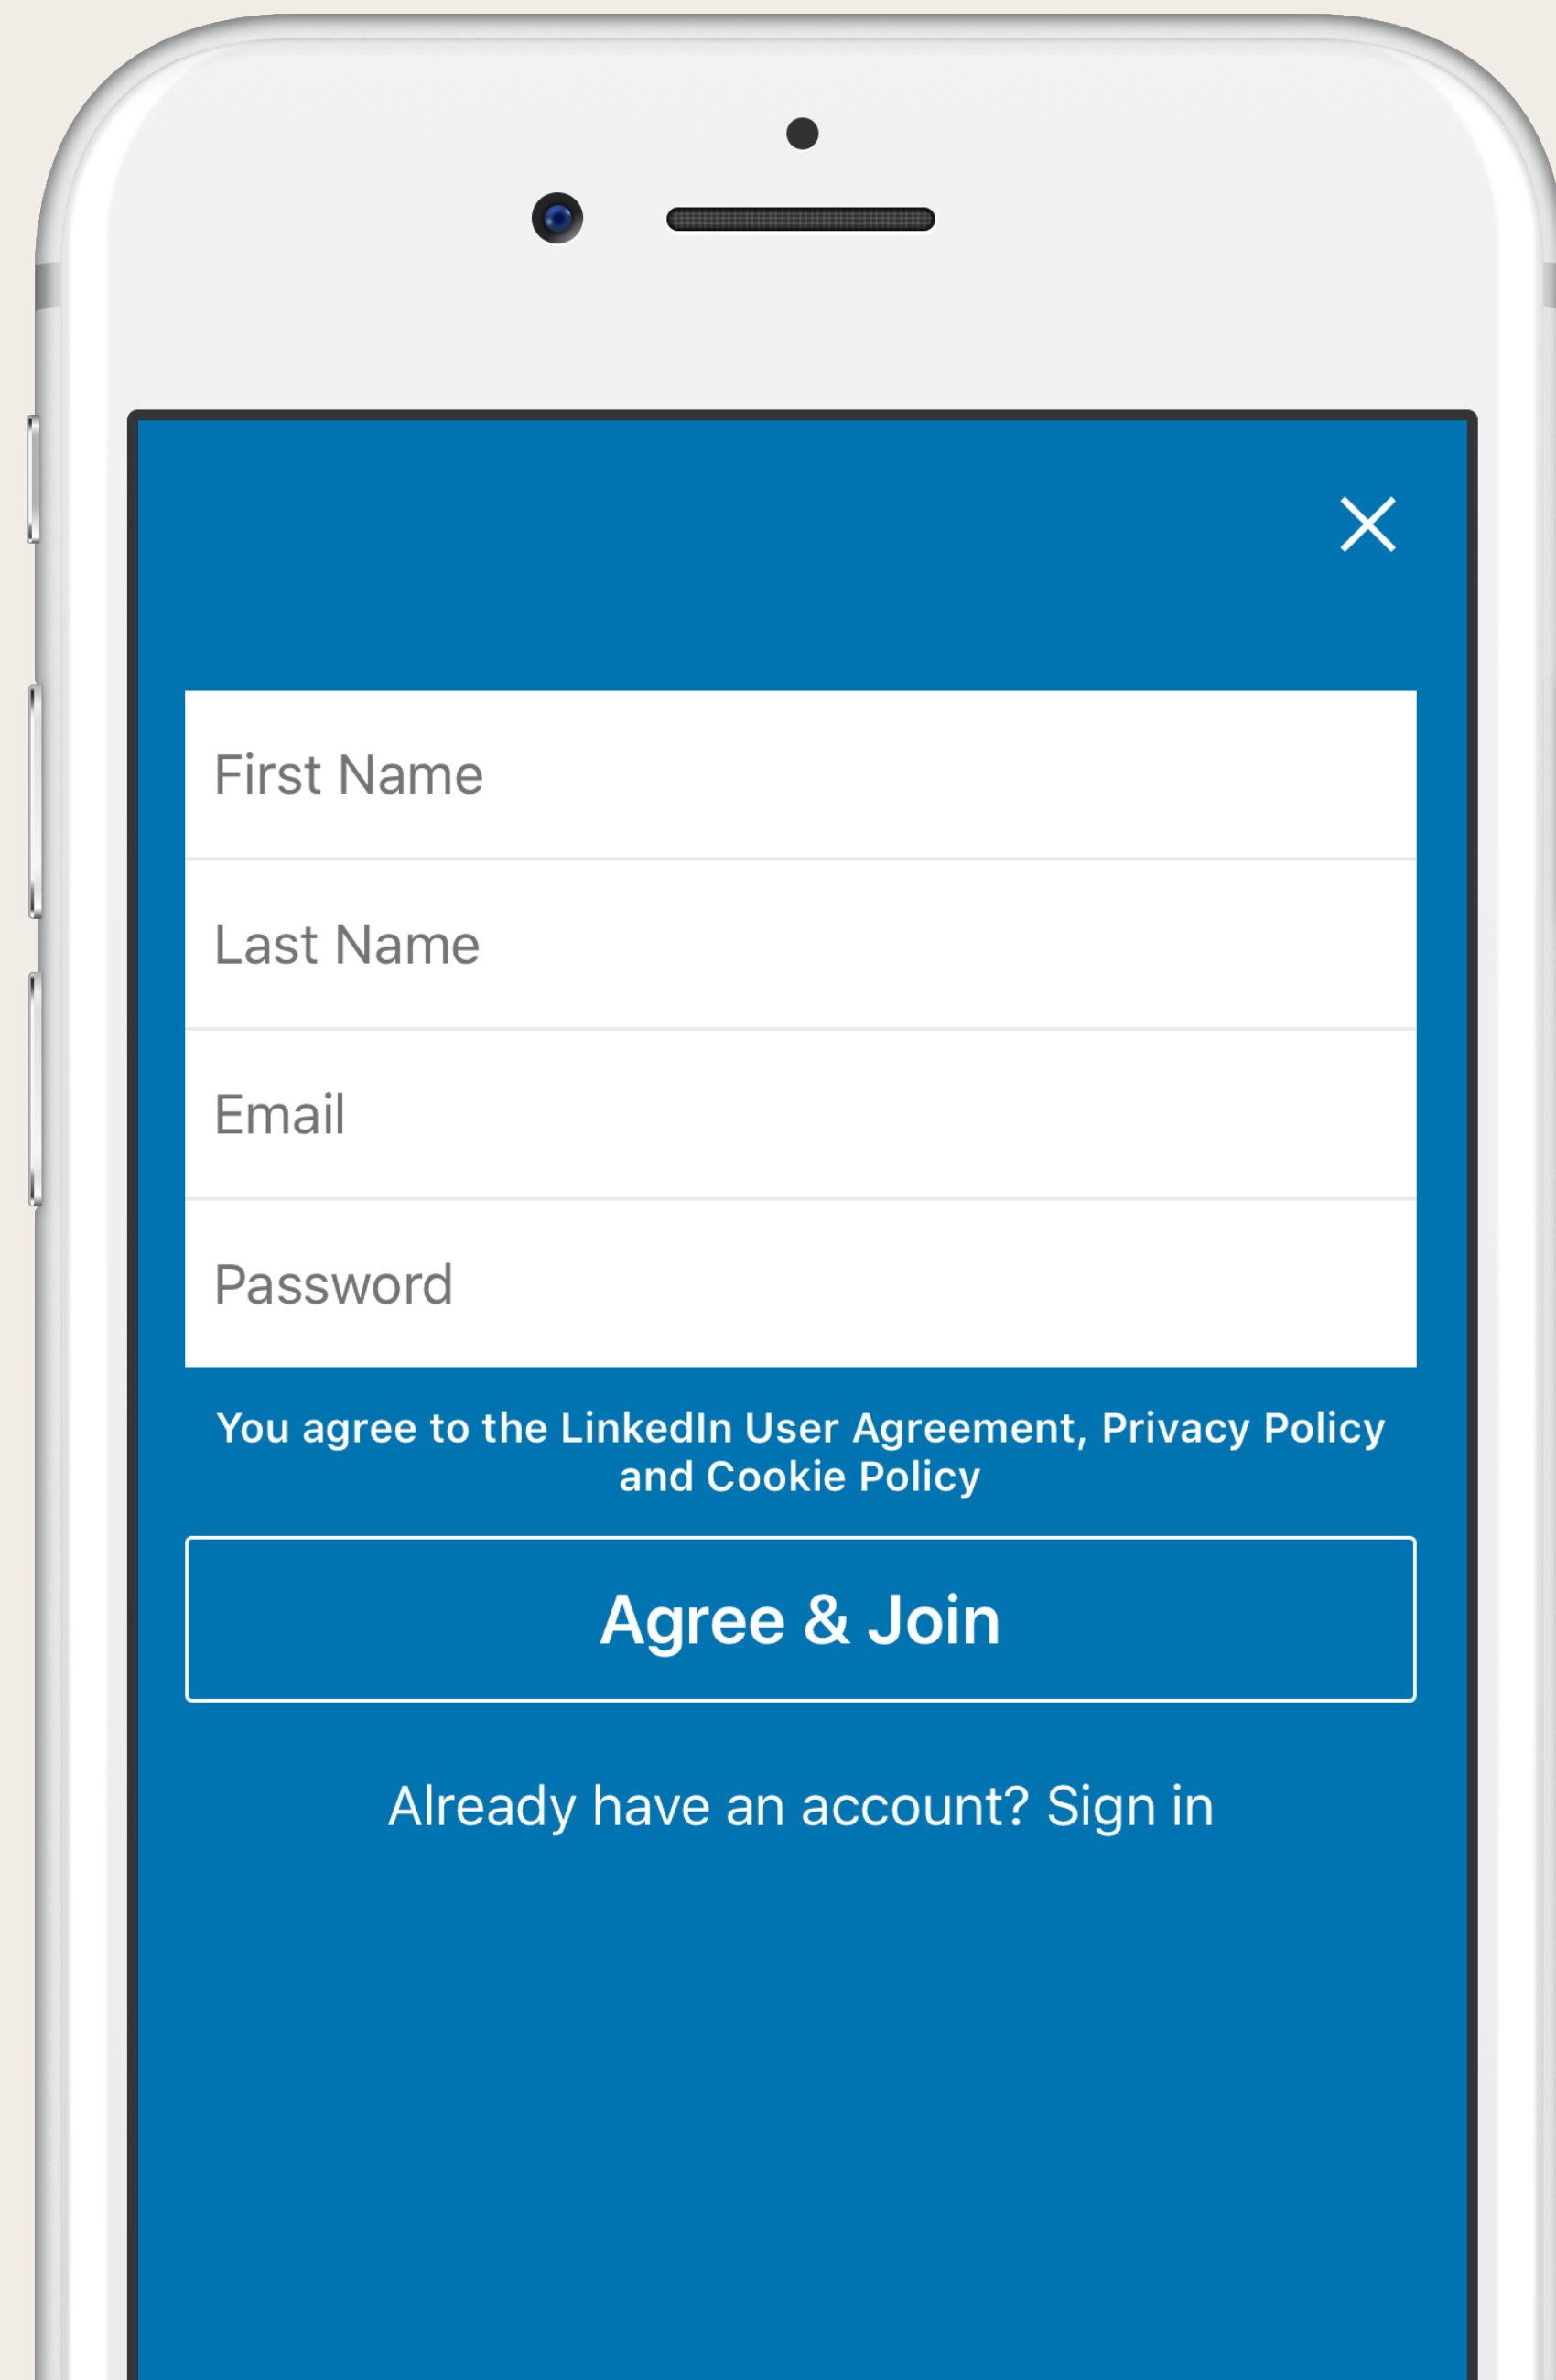 First Name
Last Name
Email
Password
You agree to the LinkedIn User Agreement, Privacy Policy
and Cookie Policy
Agree & Join
Already have an account? Sign in